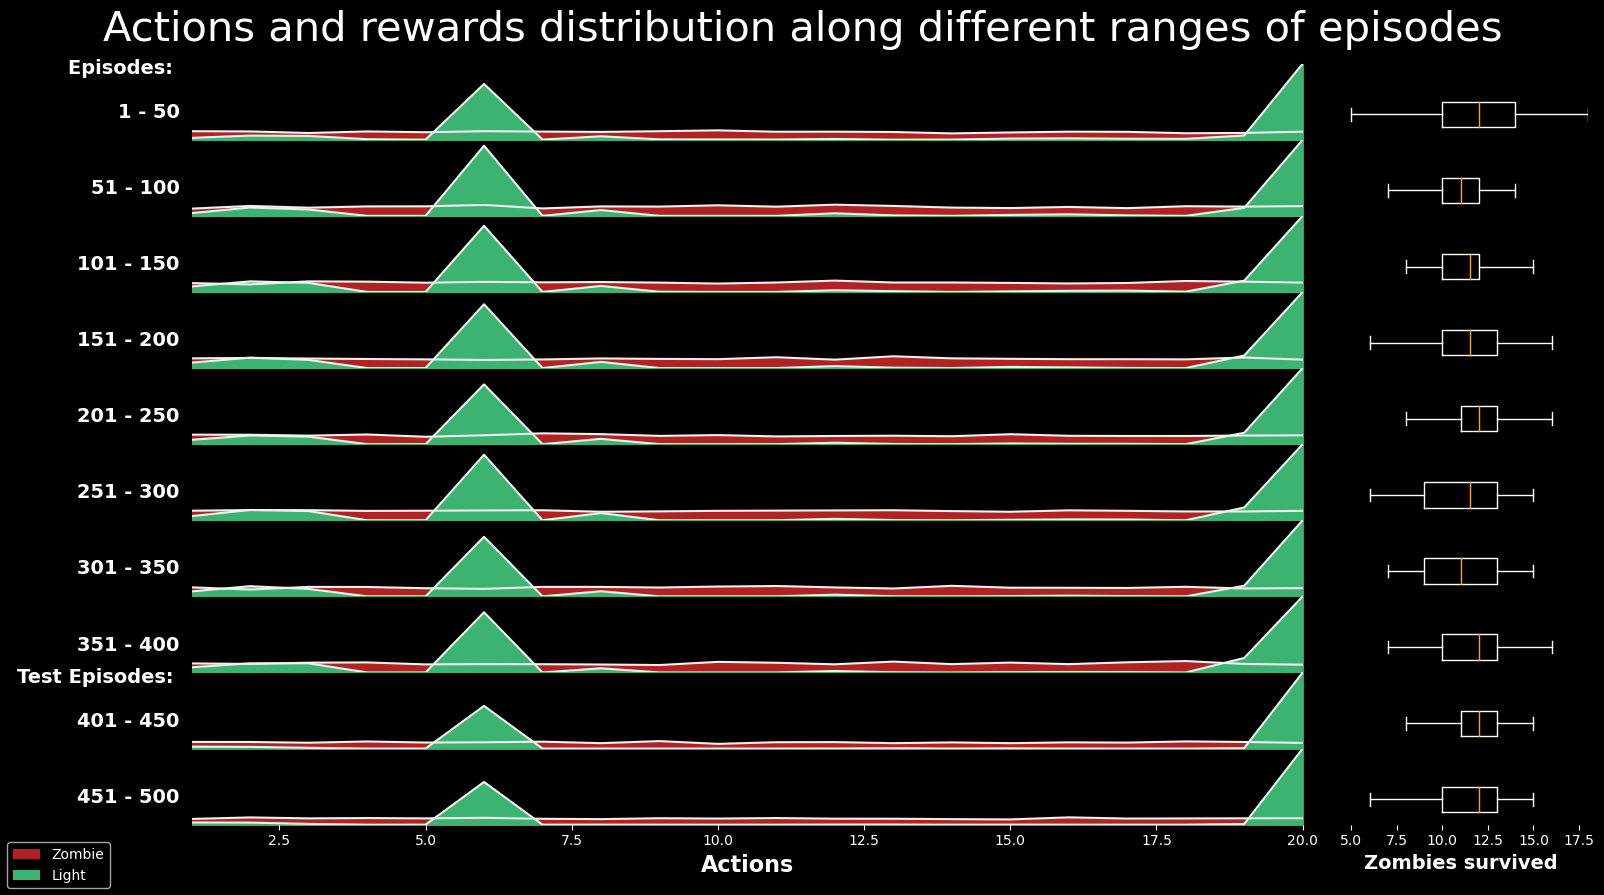 Actions and rewards distribution along different ranges of episodes
Episodes:
1 - 50
51 - 100
101 - 150
151 - 200
201 - 250
251 - 300
301 - 350
351 - 400
Test Episodes:
401 - 450
451 - 500
2.5 5.0 7.5 10.0 12.5 15.0 17.5 20.0
5.0 7.5 10.0 12.5 15.0 17.5
Actions
Zombies survived
Zombie
Light